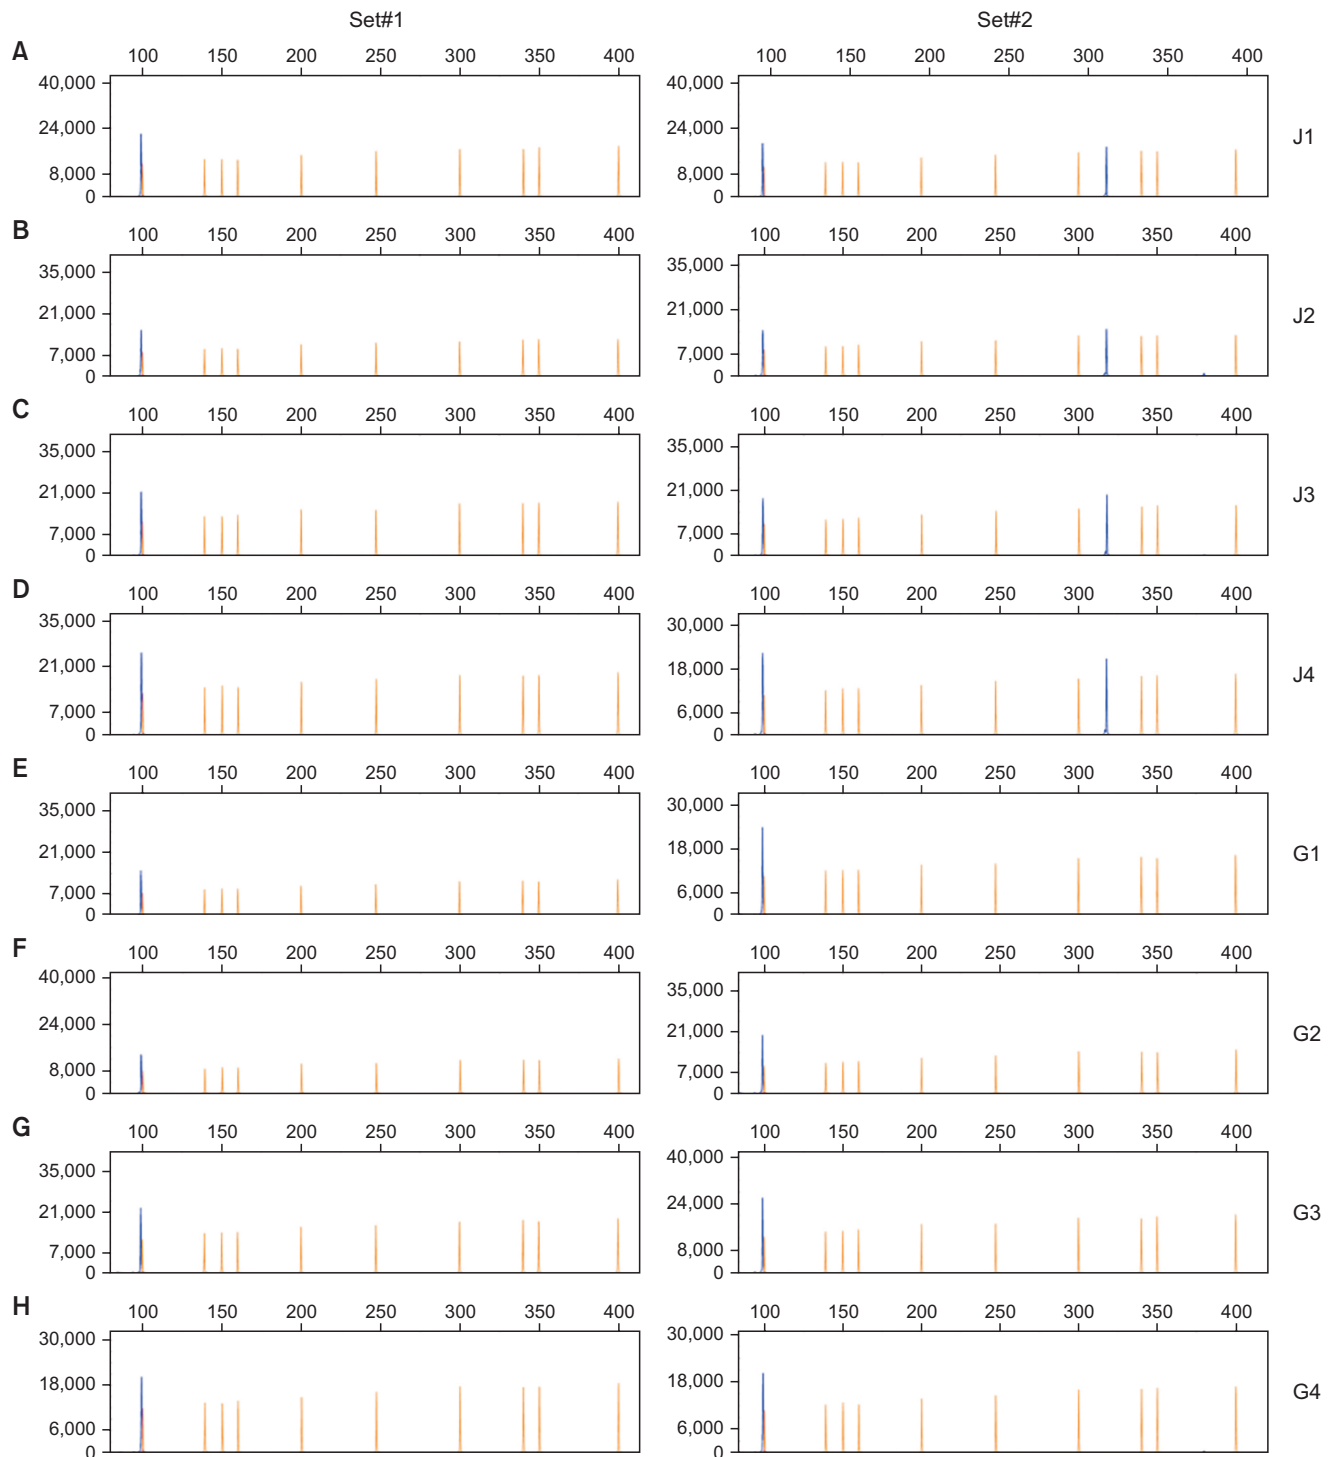 Set#1 Set#2
A 100 150 200 250 300 350 400 100 150 200 250 300 350 400
40,000 40,000
24,000 24,000
J1
8,000 8,000
0 0
B 100 150 200 250 300 350 400 100 150 200 250 300 350 400
35,000 35,000
21,000 21,000
J2
7,000 7,000
0 0
C 100 150 200 250 300 350 400 100 150 200 250 300 350 400
35,000 35,000
21,000 21,000
J3
7,000 7,000
0 0
D 100 150 200 250 300 350 400 100 150 200 250 300 350 400
35,000 30,000
21,000 18,000
J4
7,000 6,000
0 0
E 100 150 200 250 300 350 400 100 150 200 250 300 350 400
35,000 30,000
21,000 18,000
G1
7,000 6,000
0 0
F 100 150 200 250 300 350 400 100 150 200 250 300 350 400
40,000 35,000
24,000 21,000
G2
8,000 7,000
0 0
G 100 150 200 250 300 350 400 100 150 200 250 300 350 400
35,000 40,000
21,000 24,000
G3
7,000 8,000
0 0
H 100 150 200 250 300 350 400 100 150 200 250 300 350 400
30,000 30,000
18,000 18,000
G4
6,000 6,000
0 0